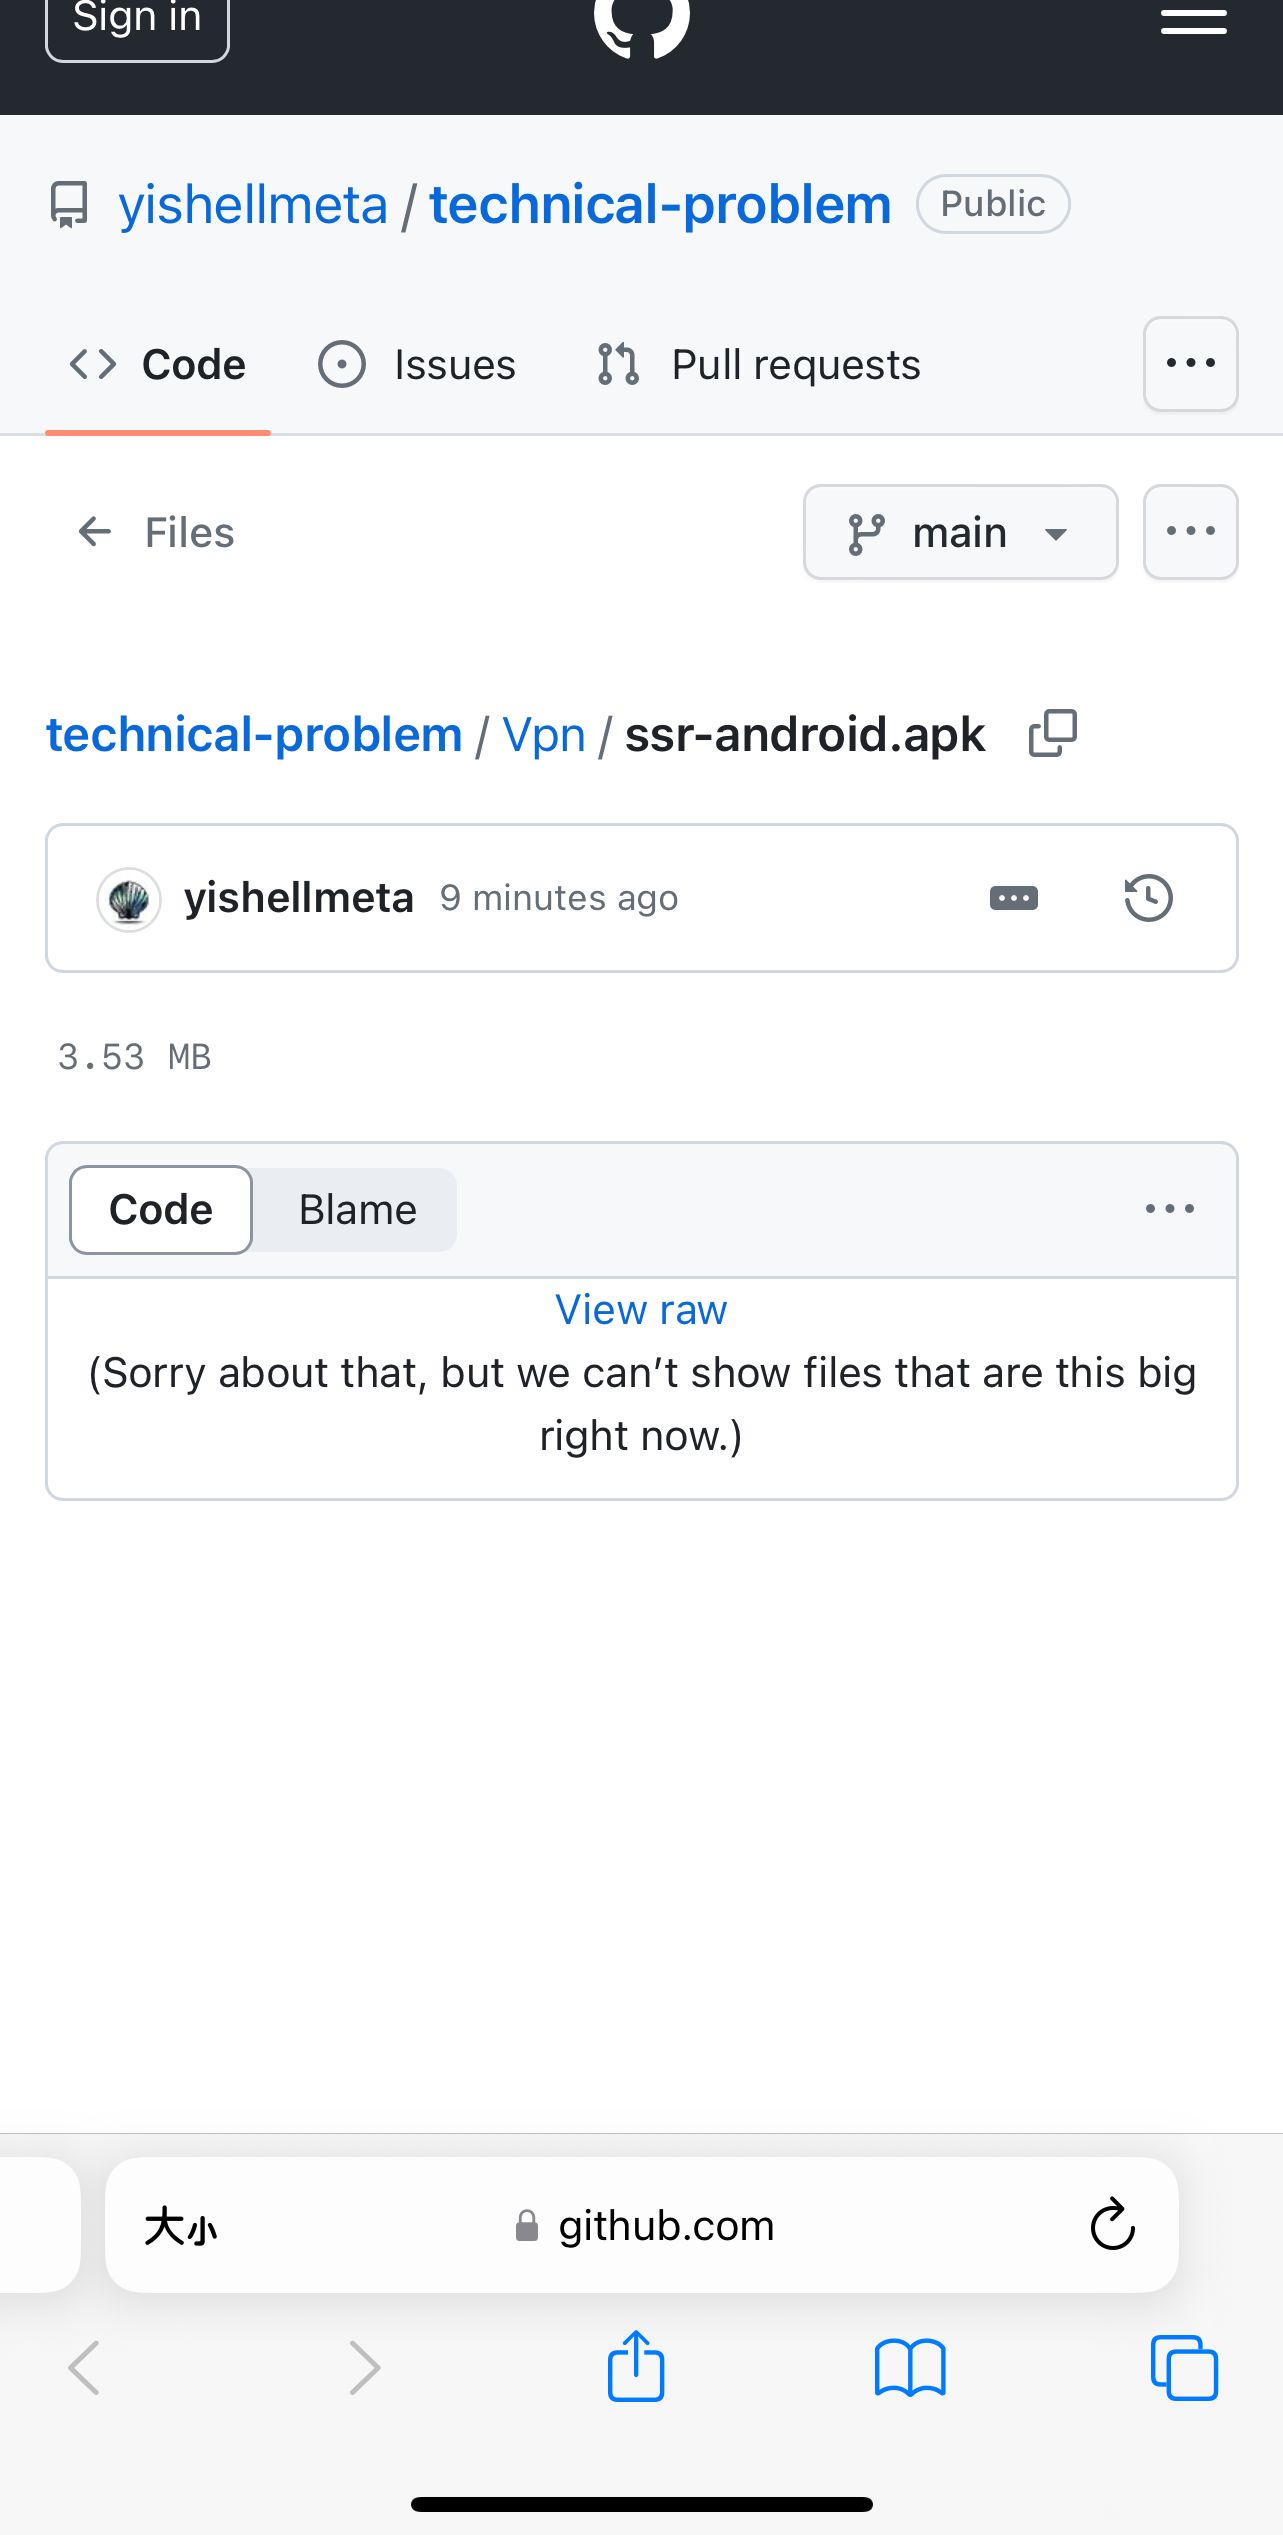 Sign in
yishellmeta / technical-problem Public
Code Issues Pull requests
Files main
technical-problem / Vpn / ssr-android.apk
yishellmeta 9 minutes ago
3.53 MB
Code Blame
View raw
(Sorry about that, but we can’t show files that are this big
right now.)
大小 github.com